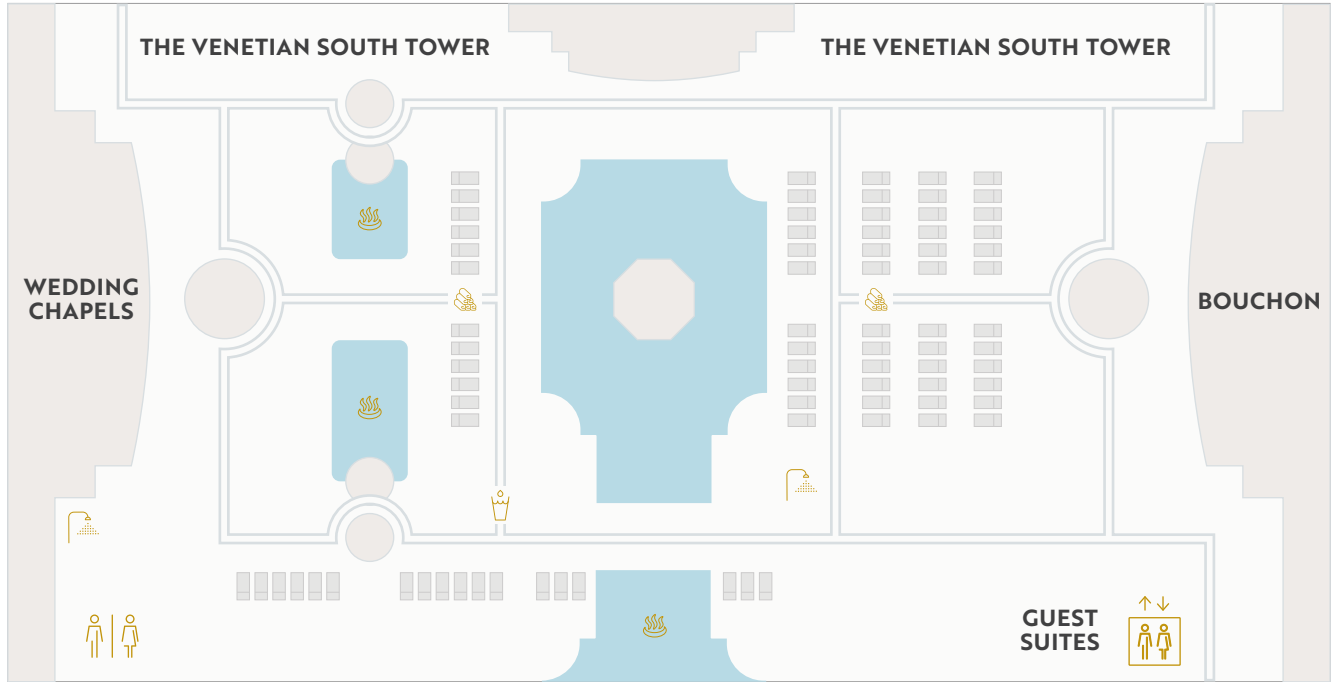 THE VENETIAN SOUTH TOWER
THE VENETIAN SOUTH TOWER
WEDDING
CHAPELS
BOUCHON
GUEST
SUITES